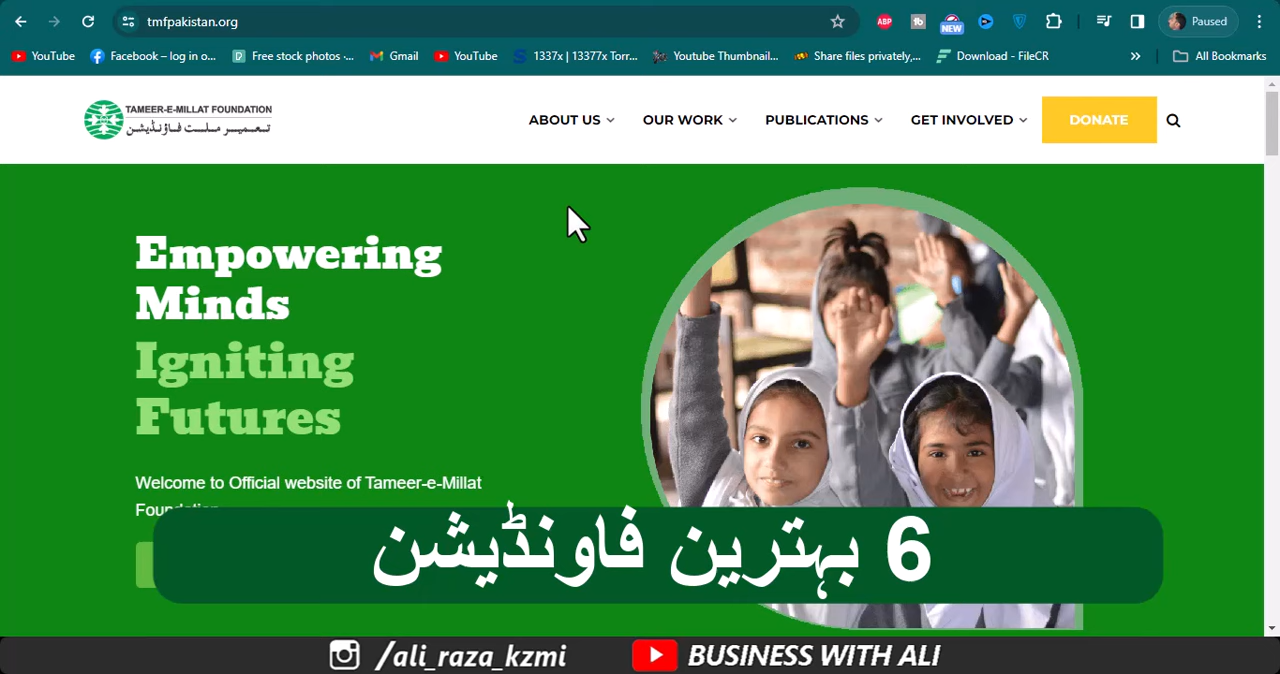 tmfpakistan.org
Paused
YouTube
Facebook – log in o...
Free stock photos ·...
Gmail
YouTube
1337x | 13377x Torr...
Youtube Thumbnail...
Share files privately,...
Download - FileCR
»
All Bookmarks
ABP
tb
NEW
TAMEER-E-MILLAT FOUNDATION
تعمیر ملت فاؤنڈیشن
ABOUT US
OUR WORK
PUBLICATIONS
GET INVOLVED
DONATE
Empowering
Minds
Igniting
Futures
Welcome to Official website of Tameer-e-Millat
Foundation
6 بہترین فاونڈیشن
/ali_raza_kzmi
BUSINESS WITH ALI